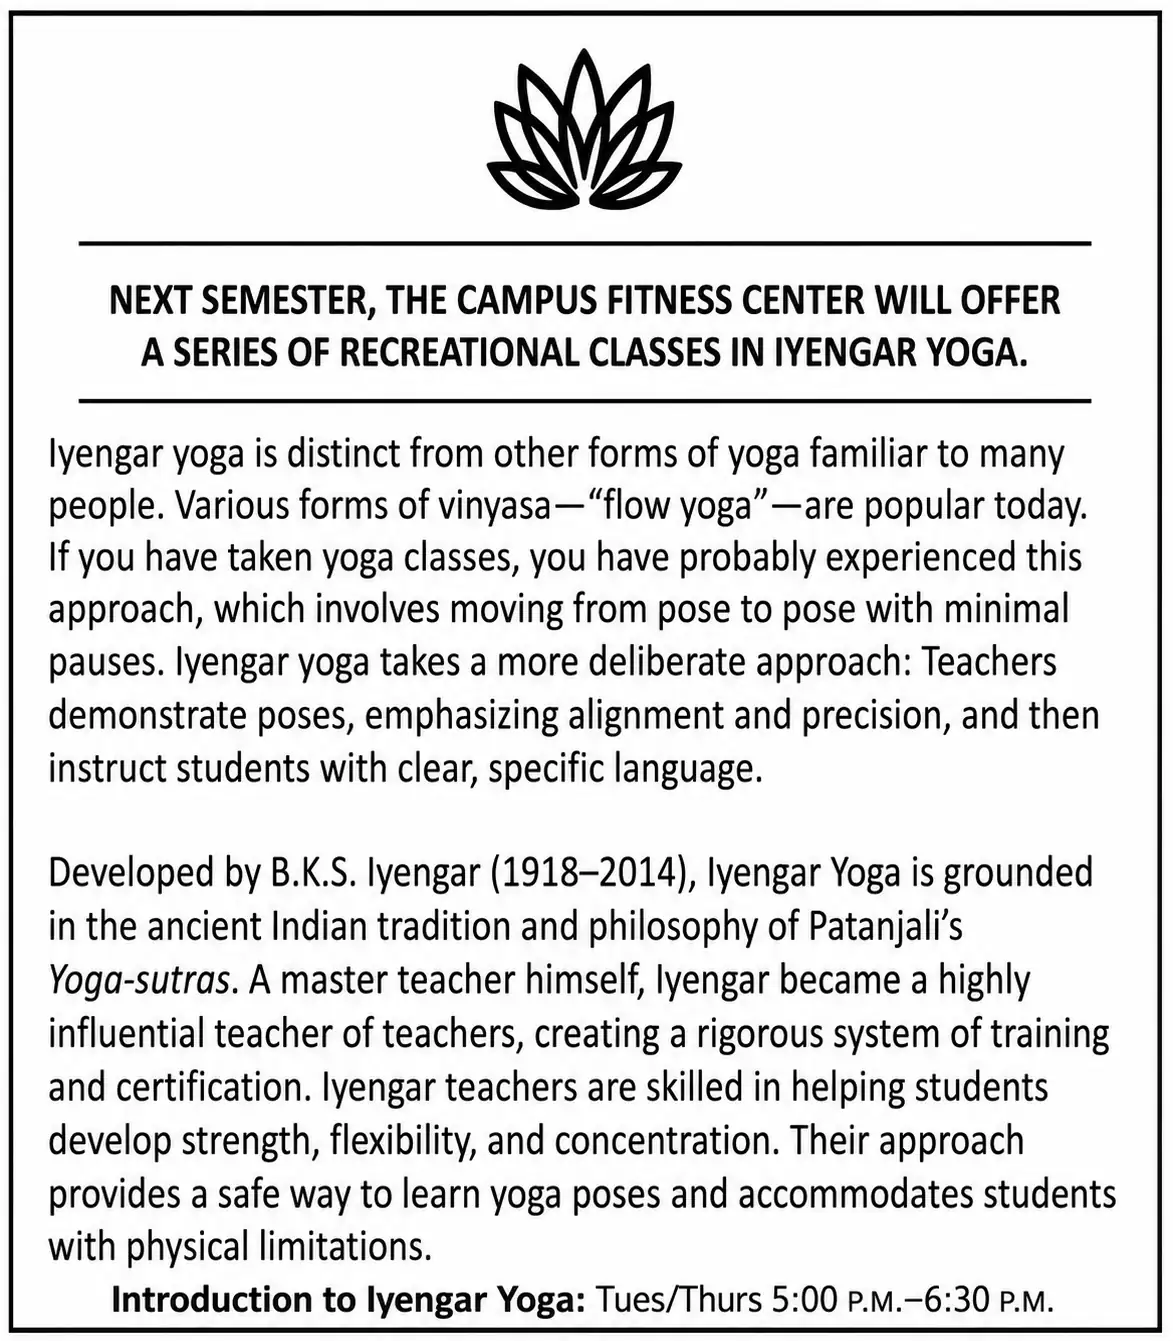 NEXT SEMESTER, THE CAMPUS FITNESS CENTER WILL OFFER
A SERIES OF RECREATIONAL CLASSES IN IYENGAR YOGA.
Iyengar yoga is distinct from other forms of yoga familiar to many
people. Various forms of vinyasa—“flow yoga”—are popular today.
If you have taken yoga classes, you have probably experienced this
approach, which involves moving from pose to pose with minimal
pauses. Iyengar yoga takes a more deliberate approach: Teachers
demonstrate poses, emphasizing alignment and precision, and then
instruct students with clear, specific language.
Developed by B.K.S. Iyengar (1918–2014), Iyengar Yoga is grounded
in the ancient Indian tradition and philosophy of Patanjali’s
Yoga-sutras. A master teacher himself, Iyengar became a highly
influential teacher of teachers, creating a rigorous system of training
and certification. Iyengar teachers are skilled in helping students
develop strength, flexibility, and concentration. Their approach
provides a safe way to learn yoga poses and accommodates students
with physical limitations.
Introduction to Iyengar Yoga: Tues/Thurs 5:00 P.M.–6:30 P.M.